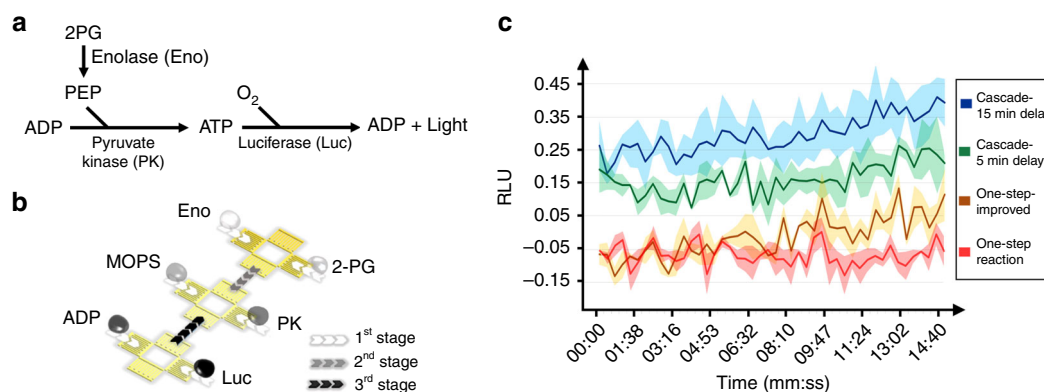 a
2PG
Enolase (Eno)
PEP
O2
ADP
ATP
ADP + Light
Pyruvate
kinase (PK)
Luciferase (Luc)
b
Eno
MOPS
2-PG
ADP
PK
Luc
1st stage
2nd stage
3rd stage
c
RLU
0.45
0.35
0.25
0.15
0.05
−0.05
−0.15
00:00
01:38
03:16
04:53
06:32
08:10
09:47
11:24
13:02
14:40
Time (mm:ss)
Cascade-
15 min dela
Cascade-
5 min delay
One-step-
improved
One-step
reaction